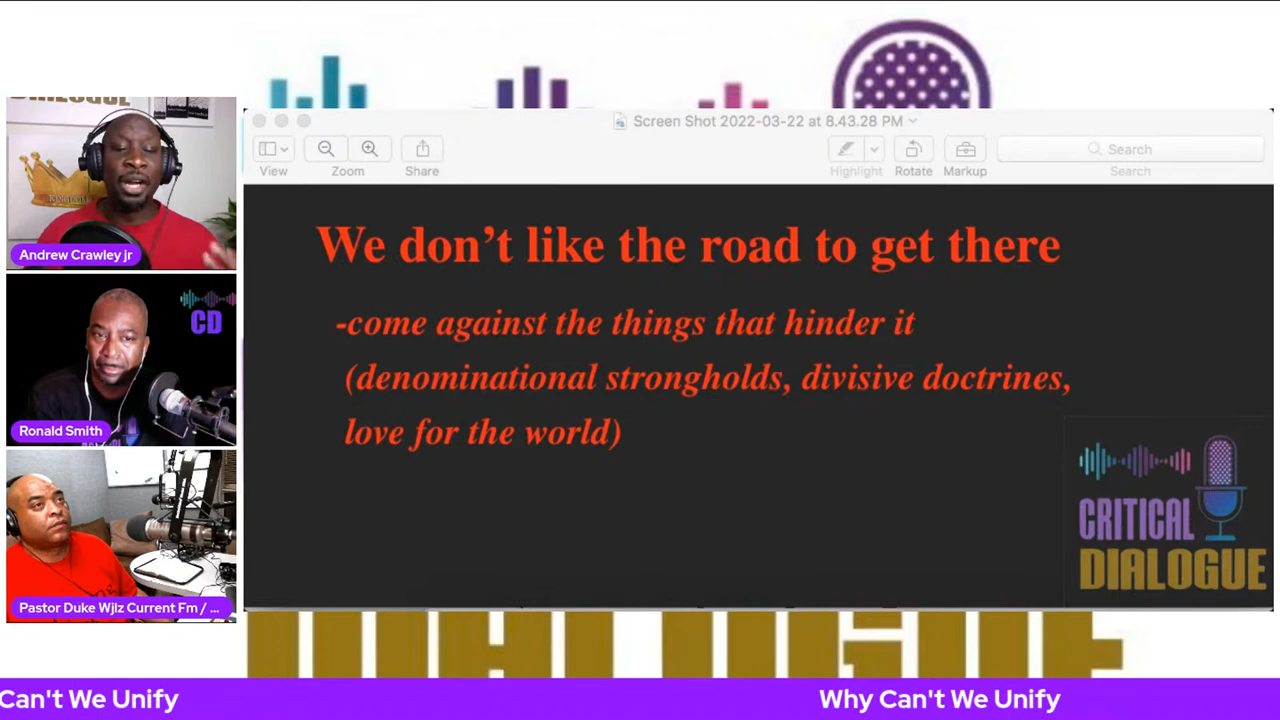 DIALOGUE
KINGDOM
Andrew Crawley jr
CD
Ronald Smith
Pastor Duke Wjlz Current Fm / ...
Screen Shot 2022-03-22 at 8.43.28 PM
View
Zoom
Share
Highlight
Rotate
Markup
Search
Search
We don’t like the road to get there
-come against the things that hinder it
(denominational strongholds, divisive doctrines,
love for the world)
CRITICAL
DIALOGUE
DIALOGUE
Can't We Unify
Why Can't We Unify